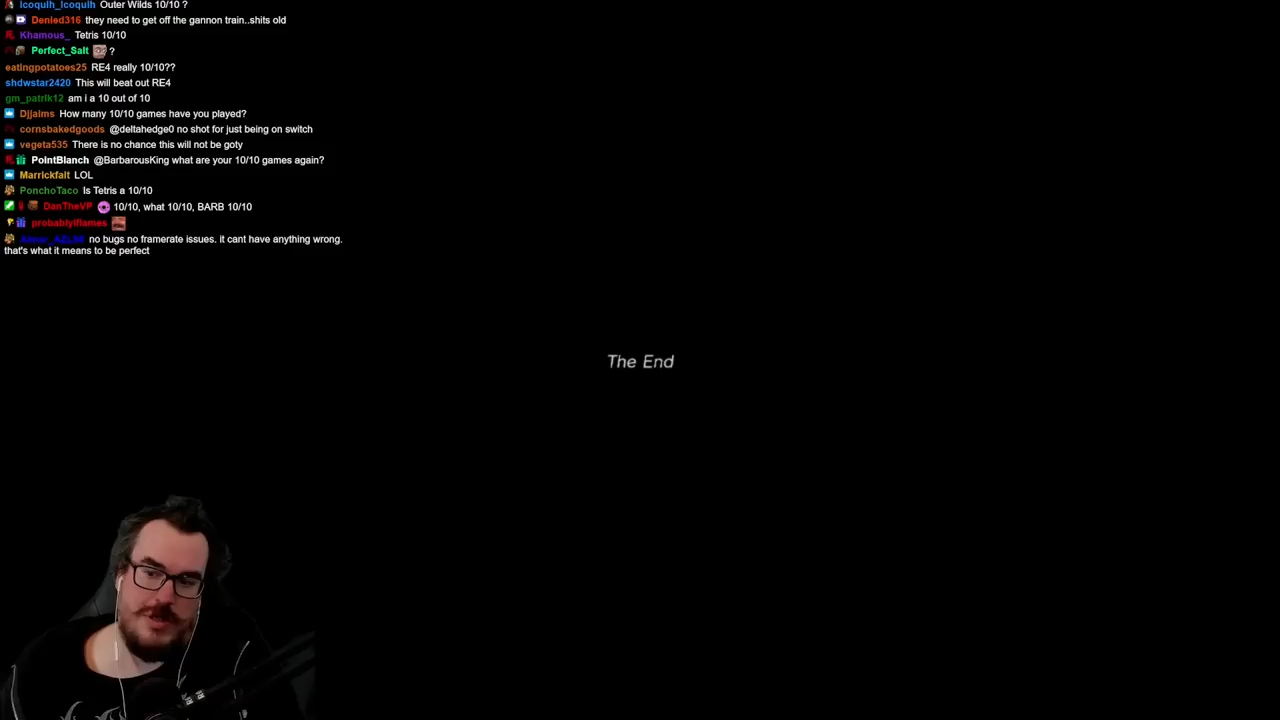 Icoquih_Icoquih Outer Wilds 10/10 ?
Denied316 they need to get off the gannon train..shits old
Khamous_ Tetris 10/10
Perfect_Salt ?
eatingpotatoes25 RE4 really 10/10??
shdwstar2420 This will beat out RE4
gm_patrik12 am i a 10 out of 10
Djjaims How many 10/10 games have you played?
cornsbakedgoods @deltahedge0 no shot for just being on switch
vegeta535 There is no chance this will not be goty
PointBlanch @BarbarousKing what are your 10/10 games again?
Marrickfait LOL
PonchoTaco Is Tetris a 10/10
DanTheVP 10/10, what 10/10, BARB 10/10
probablyIflames
no bugs no framerate issues. it cant have anything wrong.
that's what it means to be perfect
The End